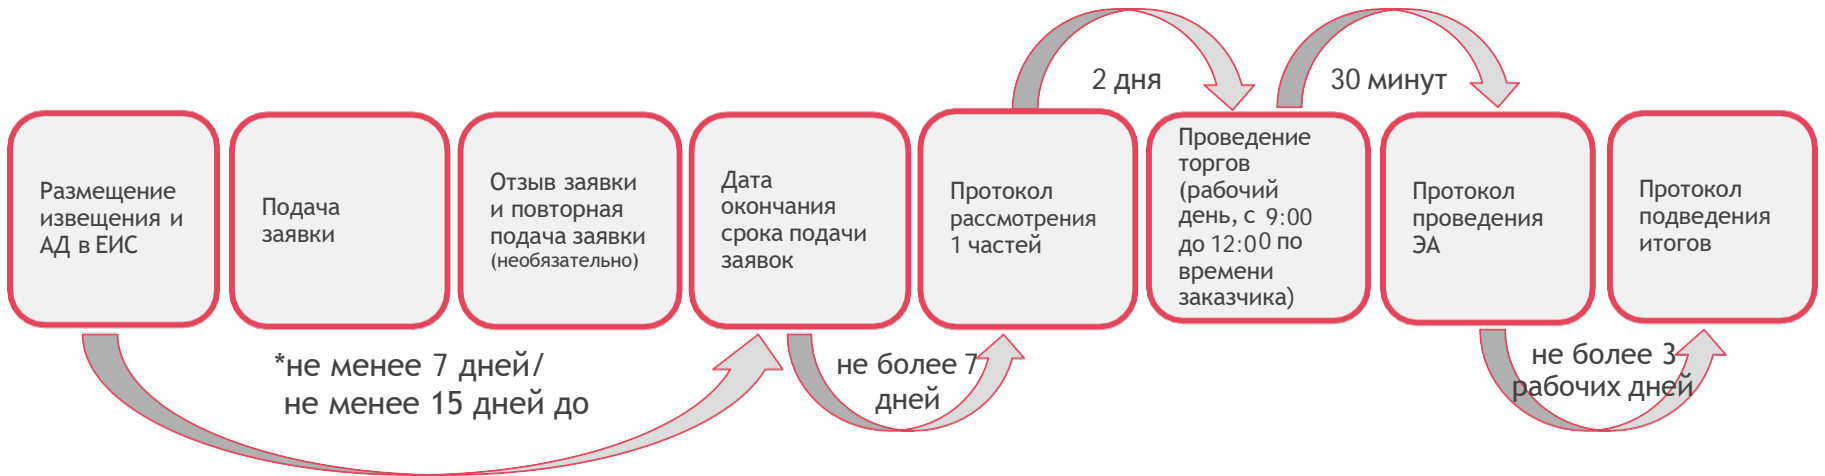 2 дня
30 минут
Размещение
извещения и
АД в ЕИС
Подача
заявки
Отзыв заявки
и повторная
подача заявки
(необязательно)
Дата
окончания
срока подачи
заявок
Протокол
рассмотрения
1 частей
Проведение
торгов
(рабочий
день, с 9:00
до 12:00 по
времени
заказчика)
Протокол
проведения
ЭА
Протокол
подведения
итогов
*не менее 7 дней/
не менее 15 дней до
не более 7
дней
не более 3
рабочих дней